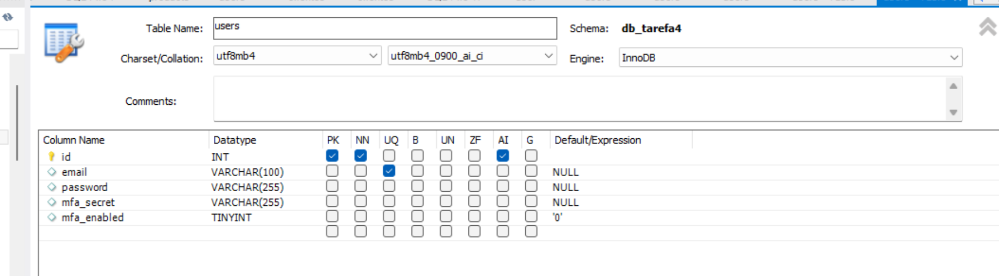 Table Name: users Schema: db_tarefa4
Charset/Collation: utf8mb4 utf8mb4_0900_ai_ci Engine: InnoDB
Comments:
Column Name Datatype PK NN UQ B UN ZF AI G Default/Expression
id INT
email VARCHAR(100) NULL
password VARCHAR(255) NULL
mfa_secret VARCHAR(255) NULL
mfa_enabled TINYINT '0'